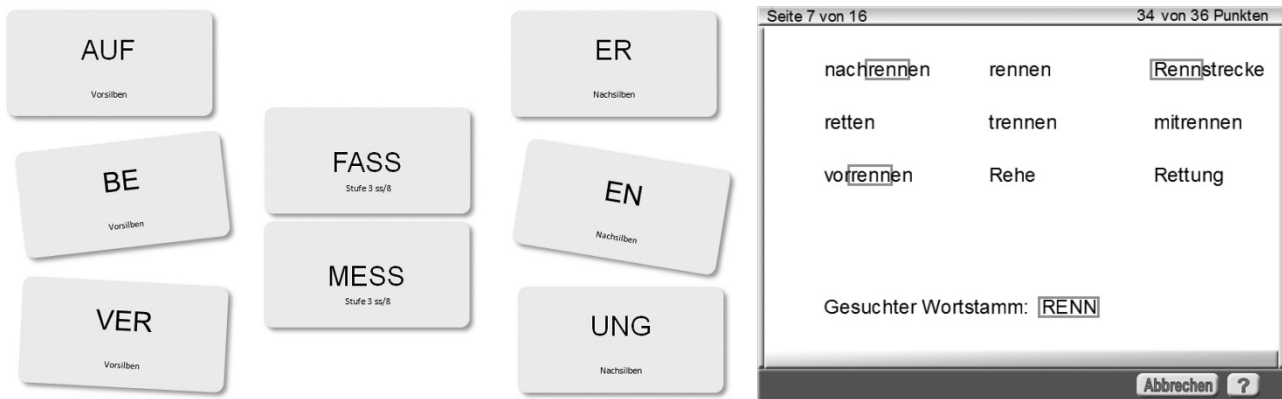 AUF
Vorsilben
BE
Vorsilben
VER
Vorsilben
FASS
Stufe 3 ss/ß
MESS
Stufe 3 ss/ß
ER
Nachsilben
EN
Nachsilben
UNG
Nachsilben
Seite 7 von 16 34 von 36 Punkten
nachrennen rennen Rennstrecke
retten trennen mitrennen
vorrennen Rehe Rettung
Gesuchter Wortstamm: RENN
Abbrechen ?